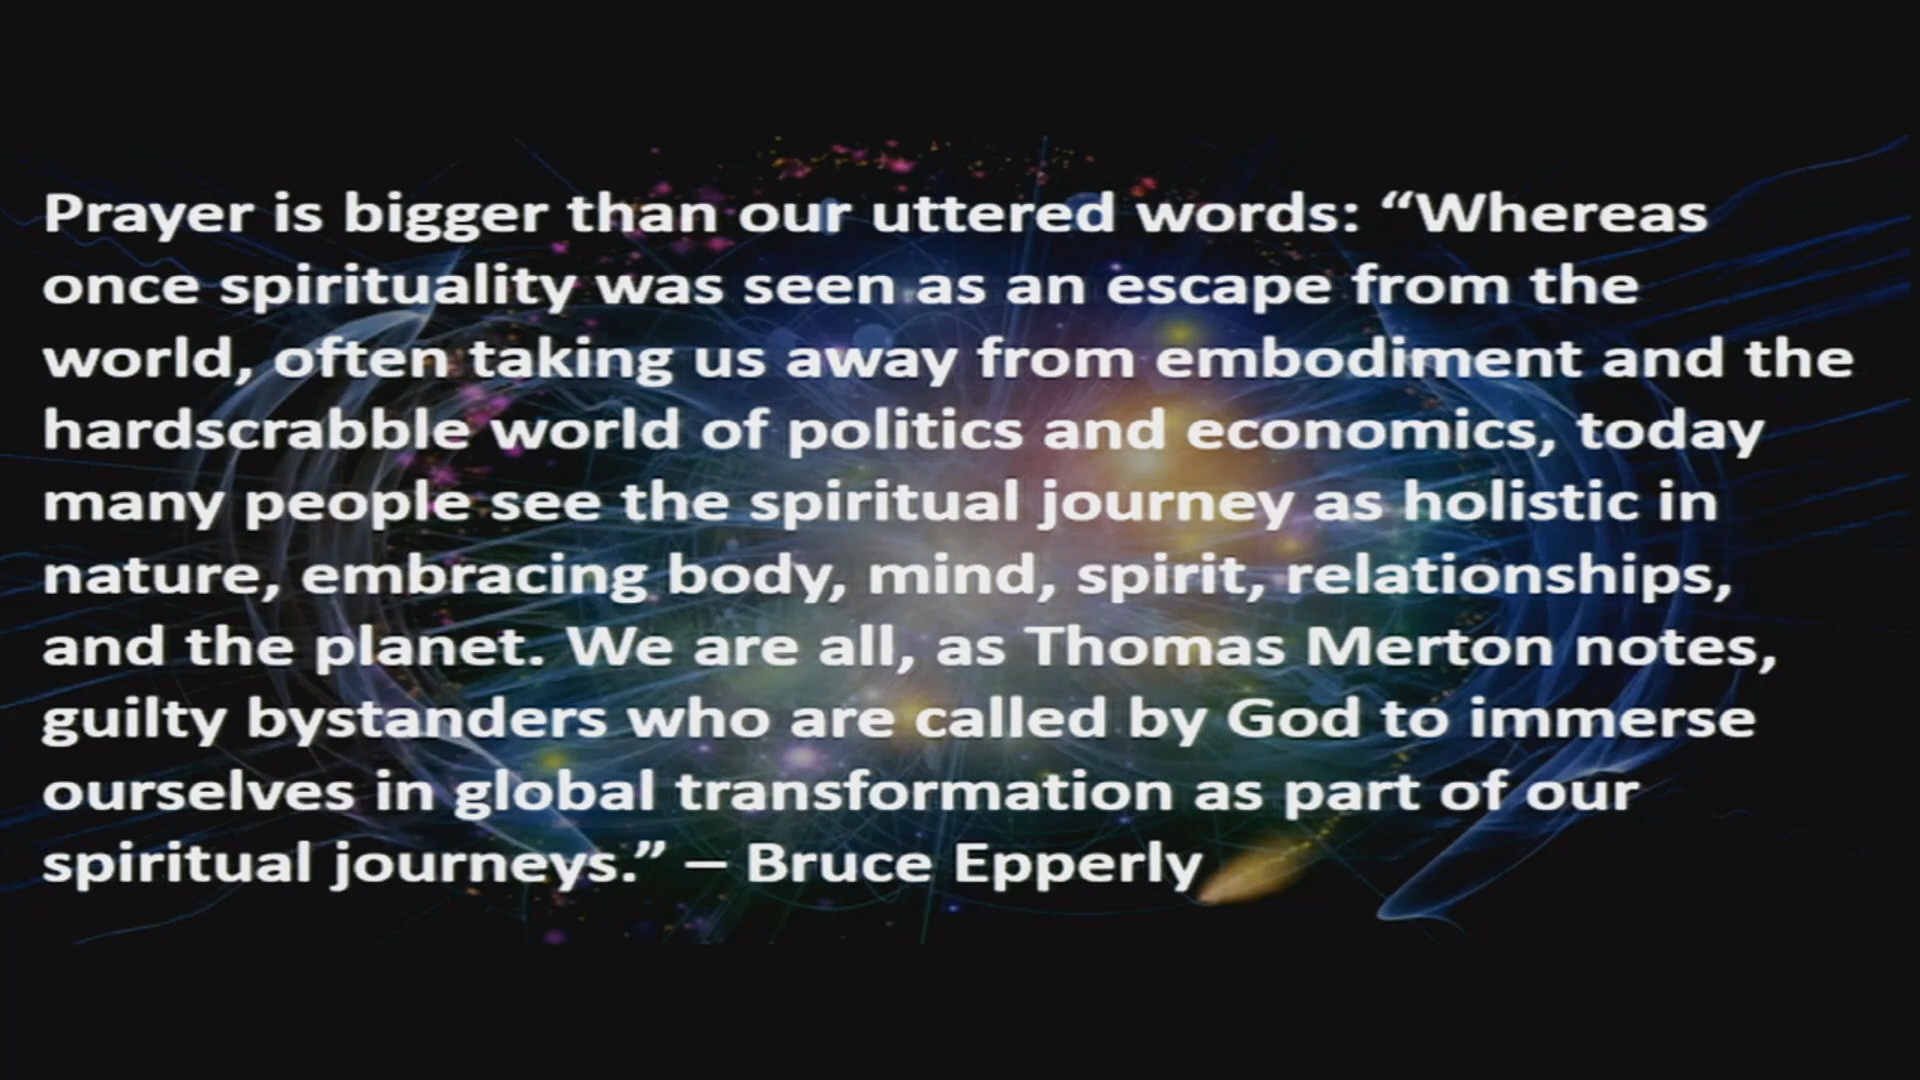 Prayer is bigger than our uttered words: “Whereas
once spirituality was seen as an escape from the
world, often taking us away from embodiment and the
hardscrabble world of politics and economics, today
many people see the spiritual journey as holistic in
nature, embracing body, mind, spirit, relationships,
and the planet. We are all, as Thomas Merton notes,
guilty bystanders who are called by God to immerse
ourselves in global transformation as part of our
spiritual journeys.” – Bruce Epperly